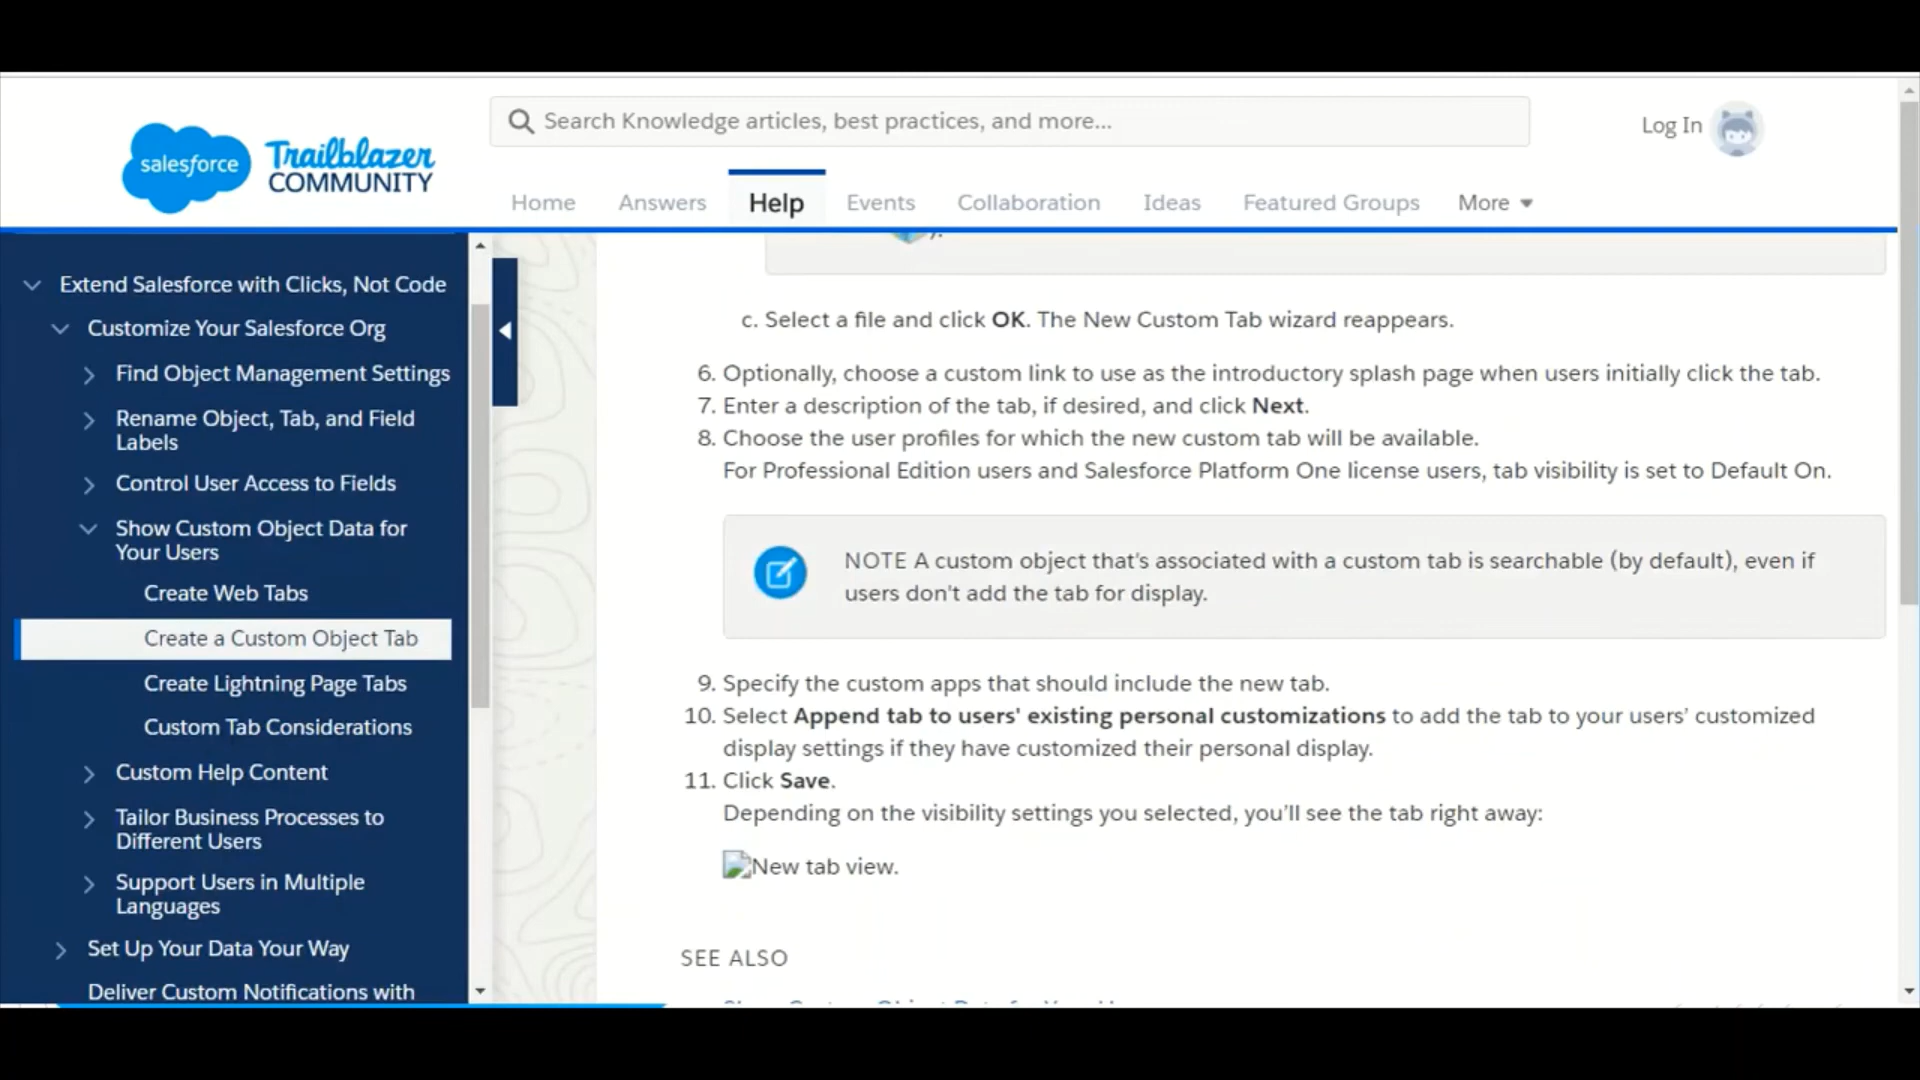 Search Knowledge articles, best practices, and more...
Log In
salesforce
Trailblazer
COMMUNITY
Home
Answers
Help
Events
Collaboration
Ideas
Featured Groups
More
Extend Salesforce with Clicks, Not Code
Customize Your Salesforce Org
Find Object Management Settings
Rename Object, Tab, and Field
Labels
Control User Access to Fields
Show Custom Object Data for
Your Users
Create Web Tabs
Create a Custom Object Tab
Create Lightning Page Tabs
Custom Tab Considerations
Custom Help Content
Tailor Business Processes to
Different Users
Support Users in Multiple
Languages
Set Up Your Data Your Way
Deliver Custom Notifications with
c. Select a file and click OK. The New Custom Tab wizard reappears.
6. Optionally, choose a custom link to use as the introductory splash page when users initially click the tab.
7. Enter a description of the tab, if desired, and click Next.
8. Choose the user profiles for which the new custom tab will be available.
For Professional Edition users and Salesforce Platform One license users, tab visibility is set to Default On.
NOTE A custom object that's associated with a custom tab is searchable (by default), even if
users don't add the tab for display.
9. Specify the custom apps that should include the new tab.
10. Select Append tab to users' existing personal customizations to add the tab to your users' customized
display settings if they have customized their personal display.
11. Click Save.
Depending on the visibility settings you selected, you'll see the tab right away:
New tab view.
SEE ALSO